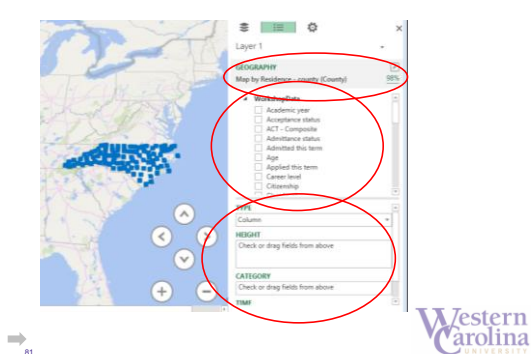 Layer 1
GEOGRAPHY
Map by Residence - county (County) 98%
WorkshopData
Academic year
Acceptance status
ACT - Composite
Admittance status
Admitted this term
Age
Applied this term
Career level
Citizenship
TYPE
Column
HEIGHT
Check or drag fields from above
CATEGORY
Check or drag fields from above
TIME
81
Western
Carolina
UNIVERSITY